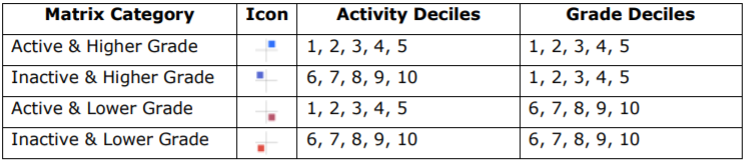 Matrix Category Icon Activity Deciles Grade Deciles
Active & Higher Grade 1, 2, 3, 4, 5 1, 2, 3, 4, 5
Inactive & Higher Grade 6, 7, 8, 9, 10 1, 2, 3, 4, 5
Active & Lower Grade 1, 2, 3, 4, 5 6, 7, 8, 9, 10
Inactive & Lower Grade 6, 7, 8, 9, 10 6, 7, 8, 9, 10